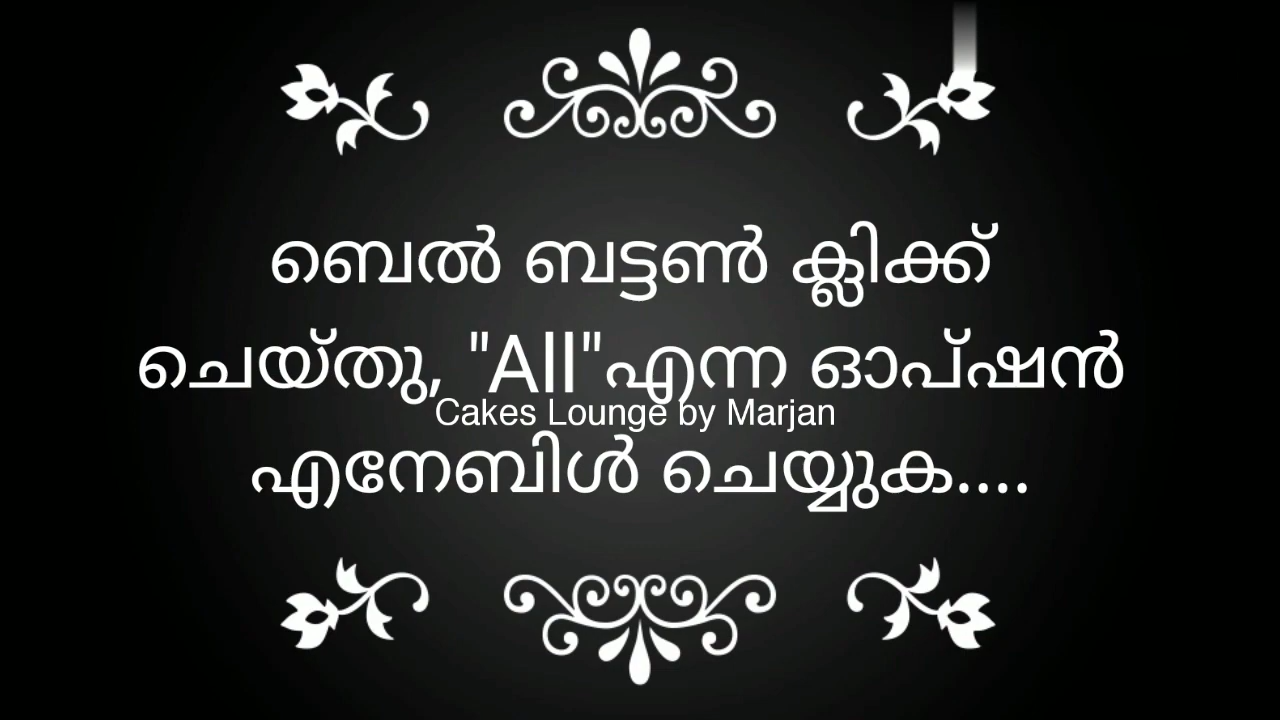 ബെൽ ബട്ടൺ ക്ലിക്ക്
ചെയ്തു, "All"എന്ന ഓപ്ഷൻ
Cakes Lounge by Marjan
എനേബിൾ ചെയ്യുക....